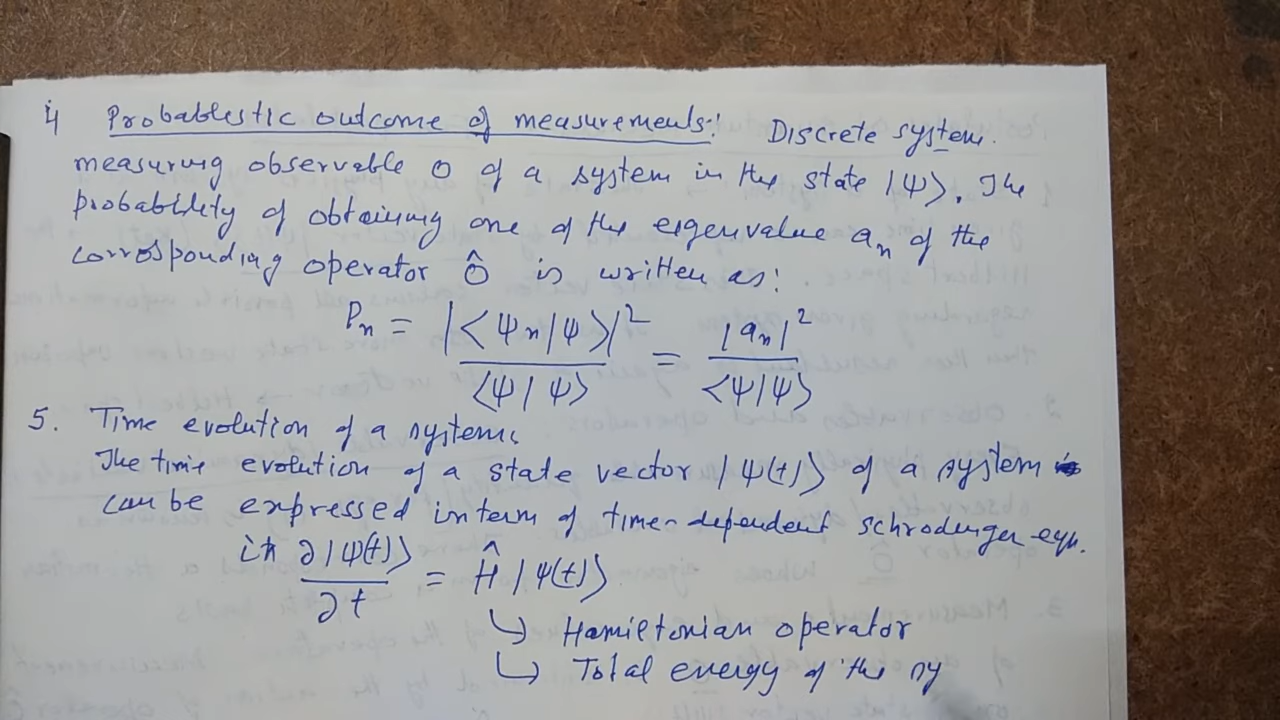 4 Probablestic outcome of measurements: Discrete system.
measuring observable O of a system in the state |ψ⟩. The
probability of obtaining one of the eigenvalue aₙ of the
corresponding operator Ô is written as:
Pₙ = |⟨ψₙ|ψ⟩|² / ⟨ψ|ψ⟩ = |aₙ|² / ⟨ψ|ψ⟩
5. Time evolution of a system.
The time evolution of a state vector |ψ(t)⟩ of a system
can be expressed in term of time-dependent schrodinger eqn.
iħ ∂|ψ(t)⟩ / ∂t = Ĥ |ψ(t)⟩
↳ Hamiltonian operator
↳ Total energy of the sy